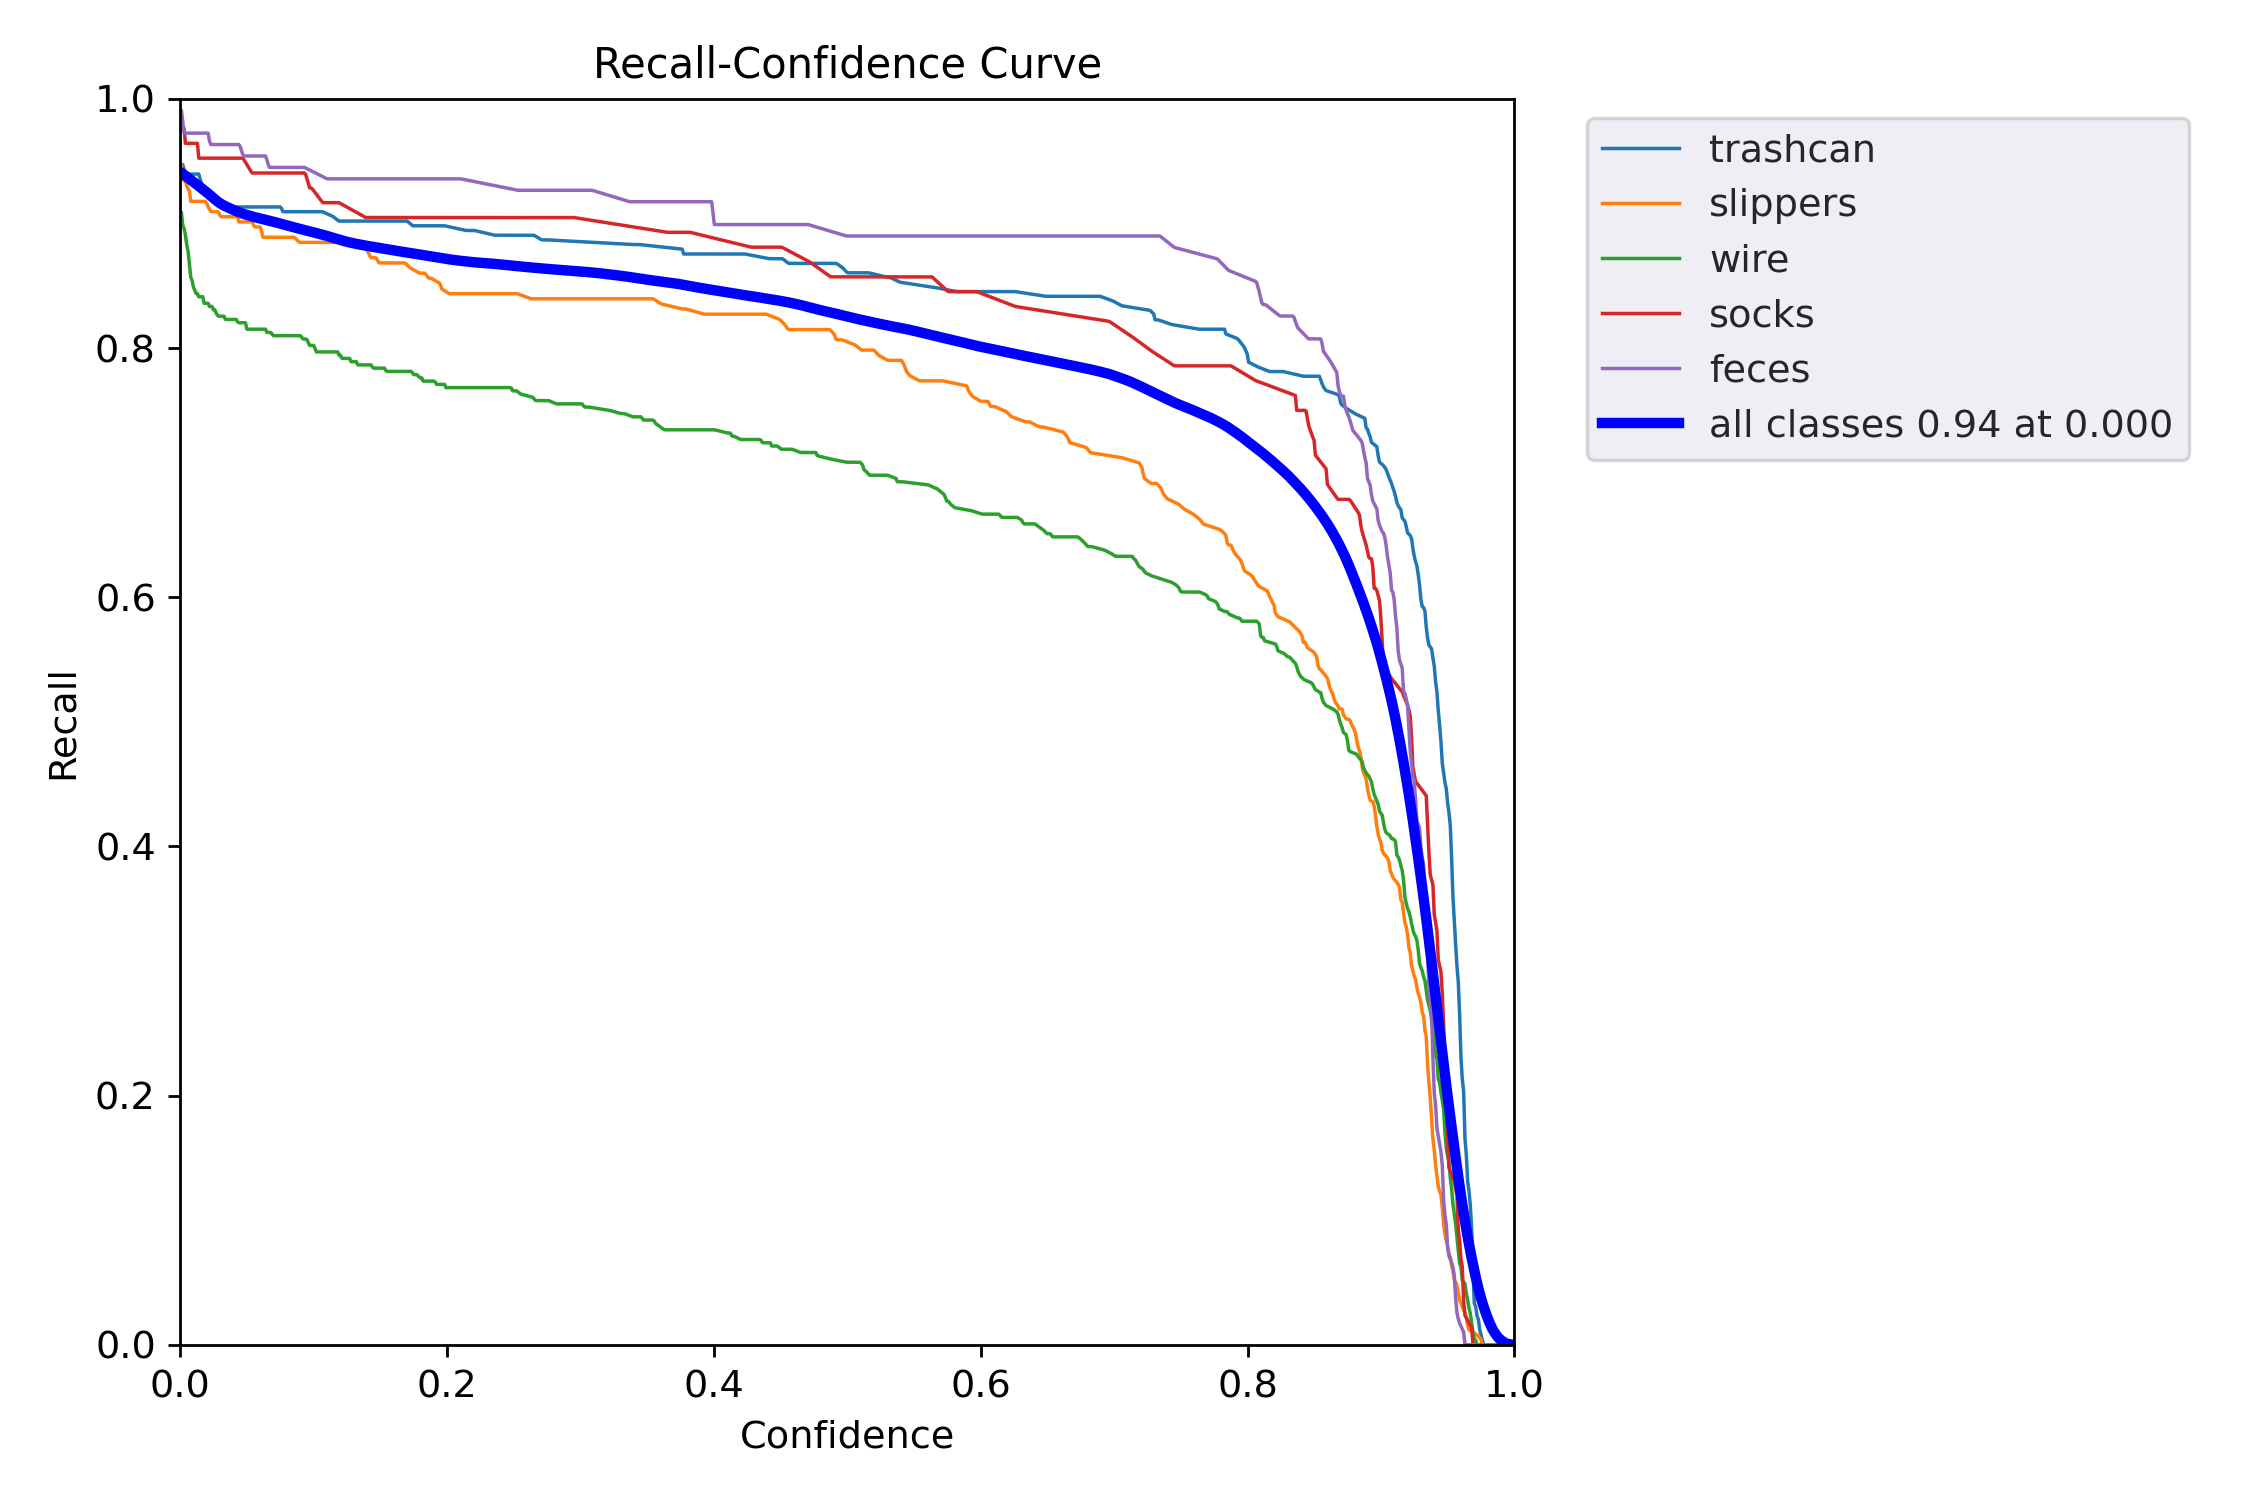 Recall-Confidence Curve
1.0
0.8
0.6
0.4
0.2
0.0
Recall
0.0 0.2 0.4 0.6 0.8 1.0
Confidence
trashcan
slippers
wire
socks
feces
all classes 0.94 at 0.000